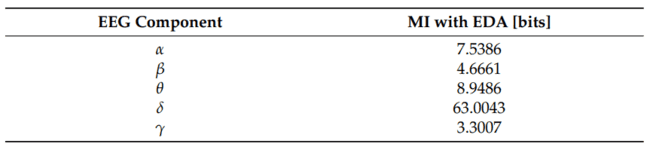 EEG Component MI with EDA [bits]
α 7.5386
β 4.6661
θ 8.9486
δ 63.0043
γ 3.3007